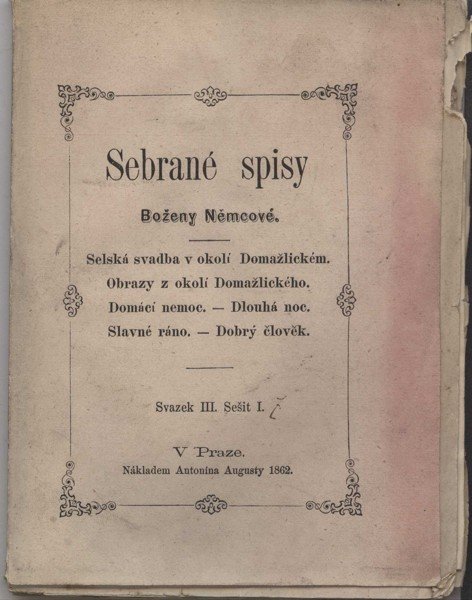 Sebrané spisy
Boženy Němcové.
Selská svadba v okolí Domažlickém.
Obrazy z okolí Domažlického.
Domácí nemoc. — Dlouhá noc.
Slavné ráno. — Dobrý člověk.
Svazek III. Sešit I.
V Praze.
Nákladem Antonína Augusty 1862.